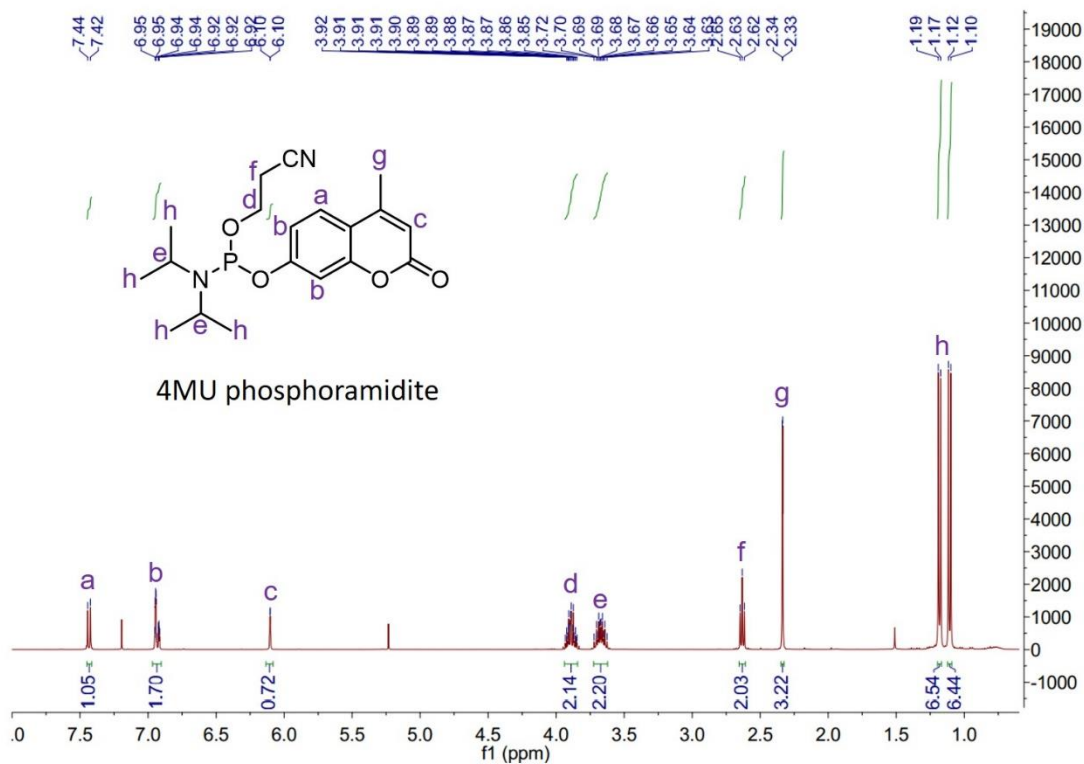 7.44 7.42 6.95 6.95 6.94 6.94 6.92 6.92 6.92 6.10 6.10 3.92 3.91 3.91 3.91 3.90 3.89 3.89 3.88 3.87 3.87 3.86 3.85 3.72 3.70 3.69 3.69 3.68 3.67 3.66 3.65 3.64 3.63 2.65 2.63 2.62 2.34 2.33 1.19 1.17 1.12 1.10
19000
18000
17000
16000
15000
14000
13000
12000
11000
10000
9000
8000
7000
6000
5000
4000
3000
2000
1000
0
-1000
CN
f
g
d
a
h
O
b
c
e
P
h
N
O
O
O
b
h
e
h
4MU phosphoramidite
h
g
f
a
b
c
d
e
1.05 1.70 0.72 2.14 2.20 2.03 3.22 6.54 6.44
.0 7.5 7.0 6.5 6.0 5.5 5.0 4.5 4.0 3.5 3.0 2.5 2.0 1.5 1.0
f1 (ppm)